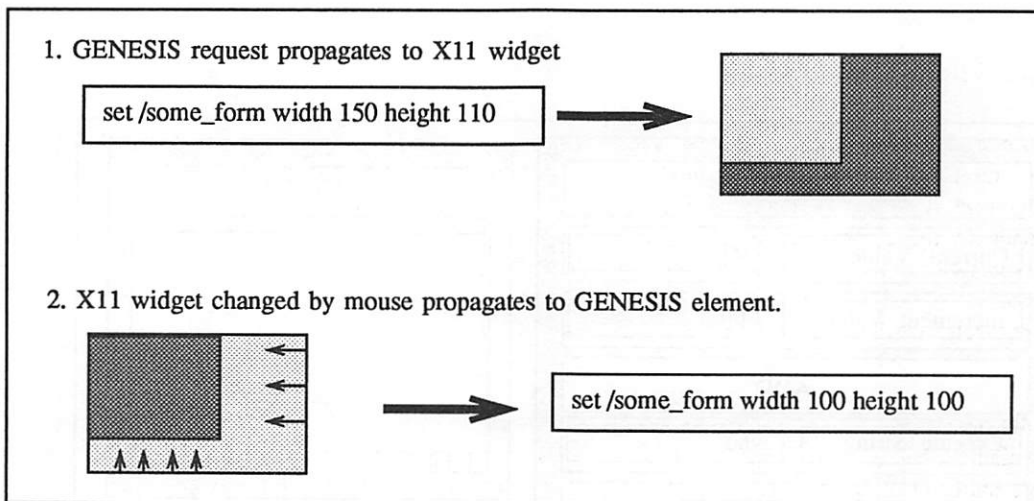 1. GENESIS request propagates to X11 widget
set /some_form width 150 height 110
2. X11 widget changed by mouse propagates to GENESIS element.
set /some_form width 100 height 100